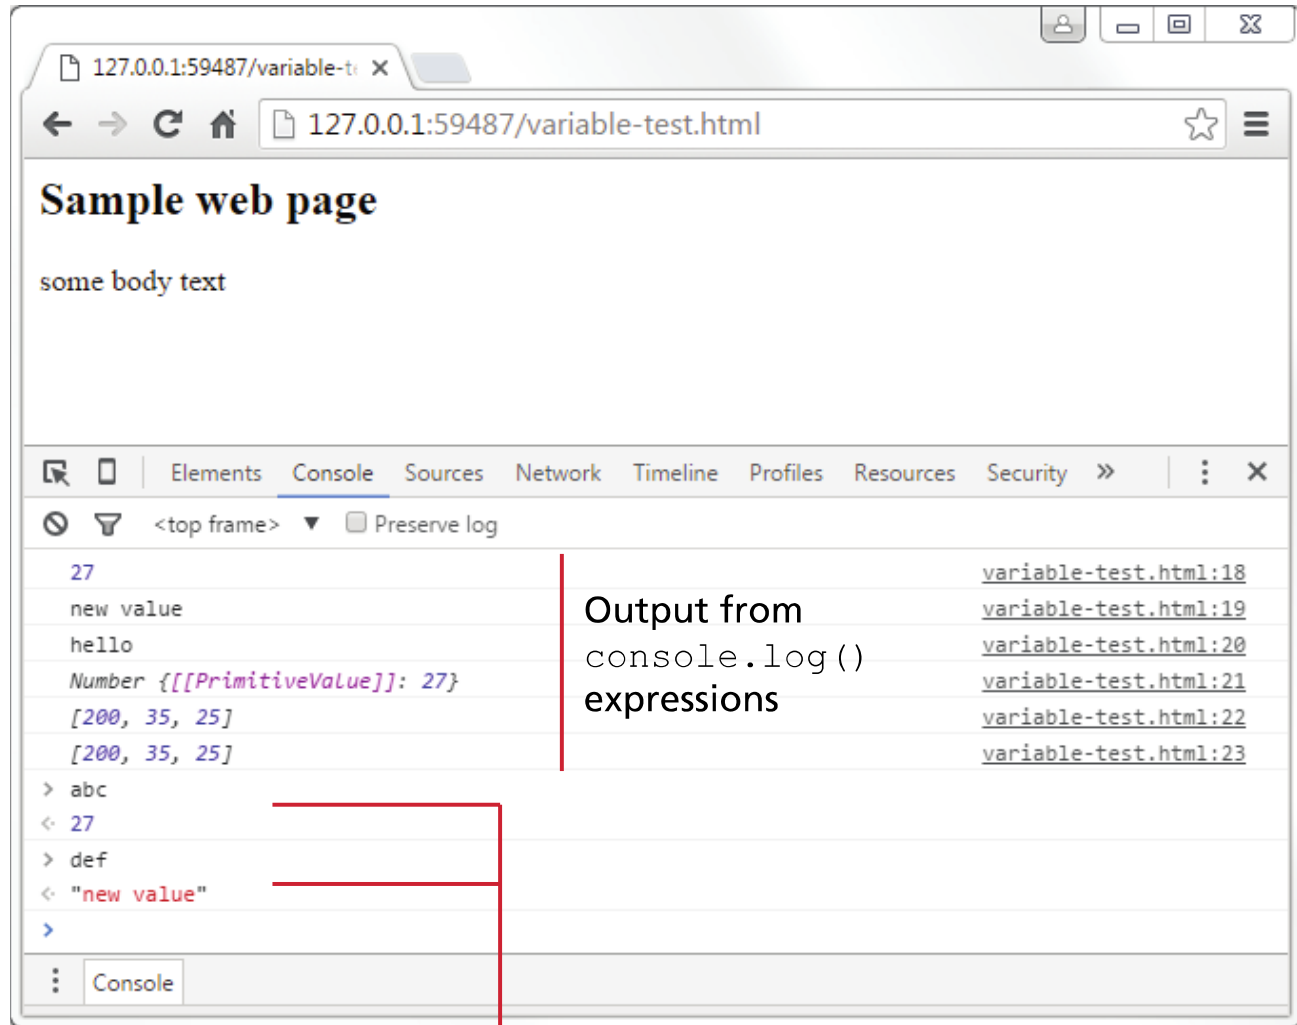 127.0.0.1:59487/variable-te
127.0.0.1:59487/variable-test.html
Sample web page
some body text
Elements Console Sources Network Timeline Profiles Resources Security »
<top frame> ▼ Preserve log
27 variable-test.html:18
new value variable-test.html:19
hello variable-test.html:20
Number {[[PrimitiveValue]]: 27} variable-test.html:21
[200, 35, 25] variable-test.html:22
[200, 35, 25] variable-test.html:23
Output from
console.log()
expressions
> abc
27
> def
"new value"
>
Console